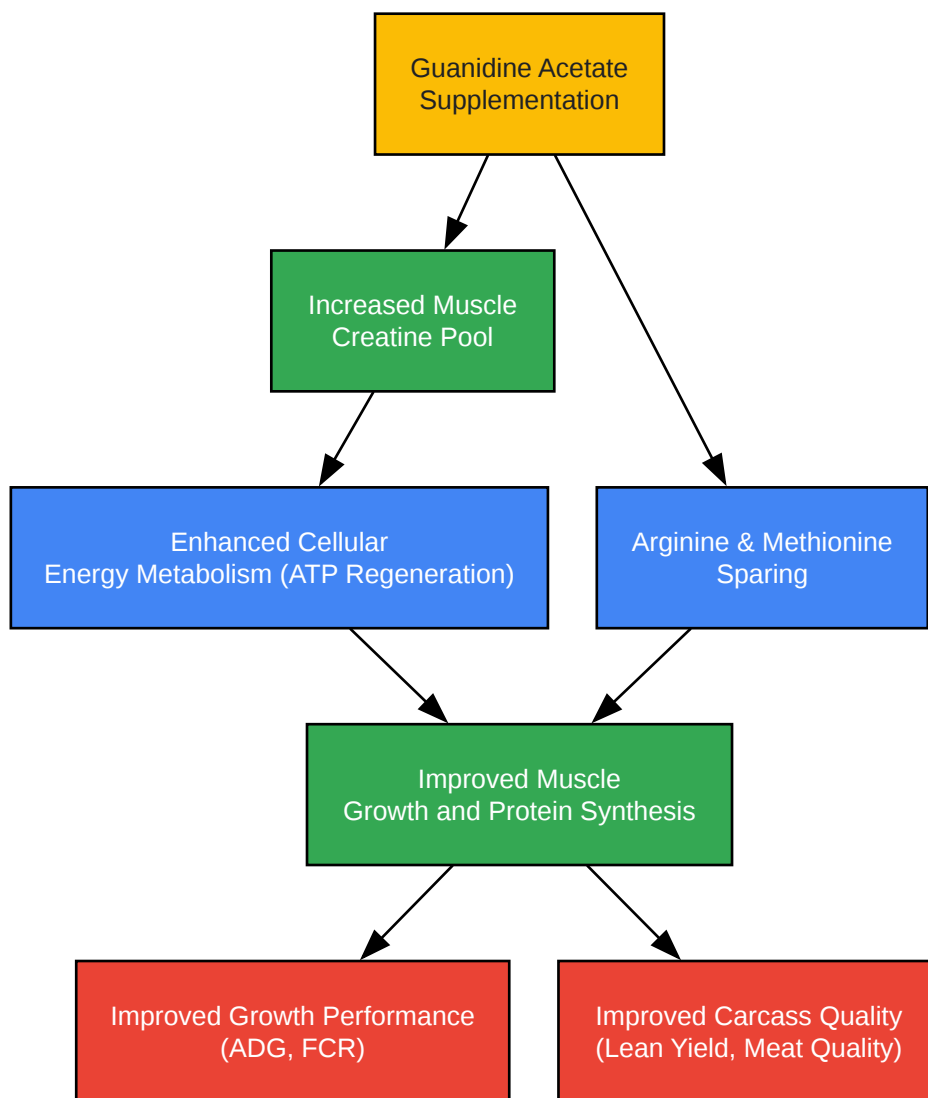 Guanidine Acetate
Supplementation
Increased Muscle
Creatine Pool
Enhanced Cellular
Energy Metabolism (ATP Regeneration)
Arginine & Methionine
Sparing
Improved Muscle
Growth and Protein Synthesis
Improved Growth Performance
(ADG, FCR)
Improved Carcass Quality
(Lean Yield, Meat Quality)